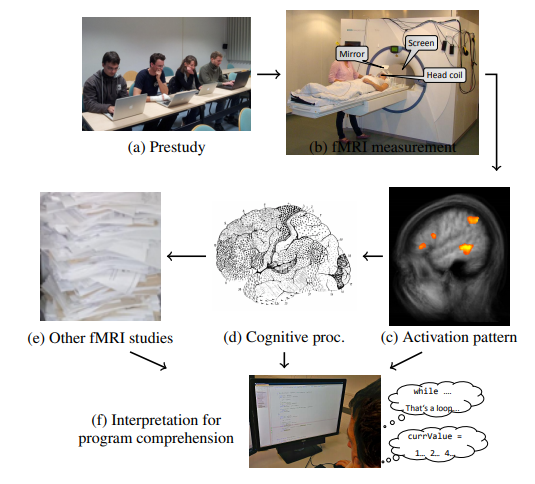 Mirror
Screen
Head coil
(a) Prestudy
(b) fMRI measurement
(e) Other fMRI studies
(d) Cognitive proc.
(c) Activation pattern
(f) Interpretation for
program comprehension
while ….
That's a loop….
currValue =
1… 2… 4…